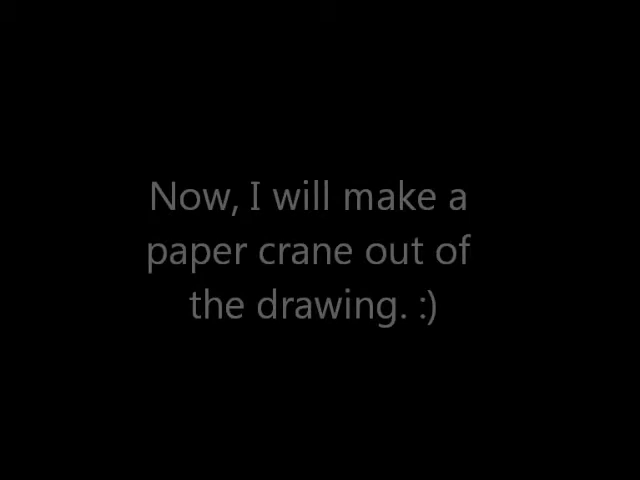 Now, I will make a
paper crane out of
the drawing. :)